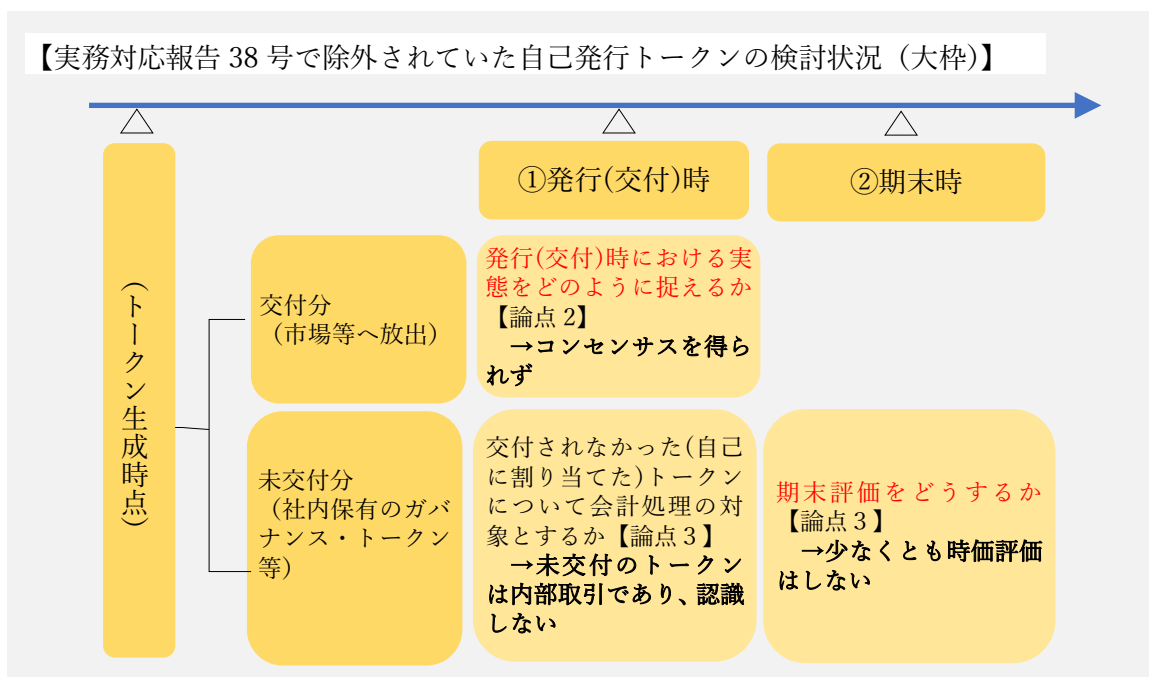 【実務対応報告 38 号で除外されていた自己発行トークンの検討状況（大枠）】
（トークン生成時点）
①発行(交付)時
②期末時
交付分
（市場等へ放出）
発行(交付)時における実
態をどのように捉えるか
【論点 2】
→コンセンサスを得ら
れず
未交付分
（社内保有のガバ
ナンス・トークン
等）
交付されなかった(自己
に割り当てた)トークン
について会計処理の対
象とするか【論点３】
→未交付のトークン
は内部取引であり、認識
しない
期末評価をどうするか
【論点３】
→少なくとも時価評価
はしない